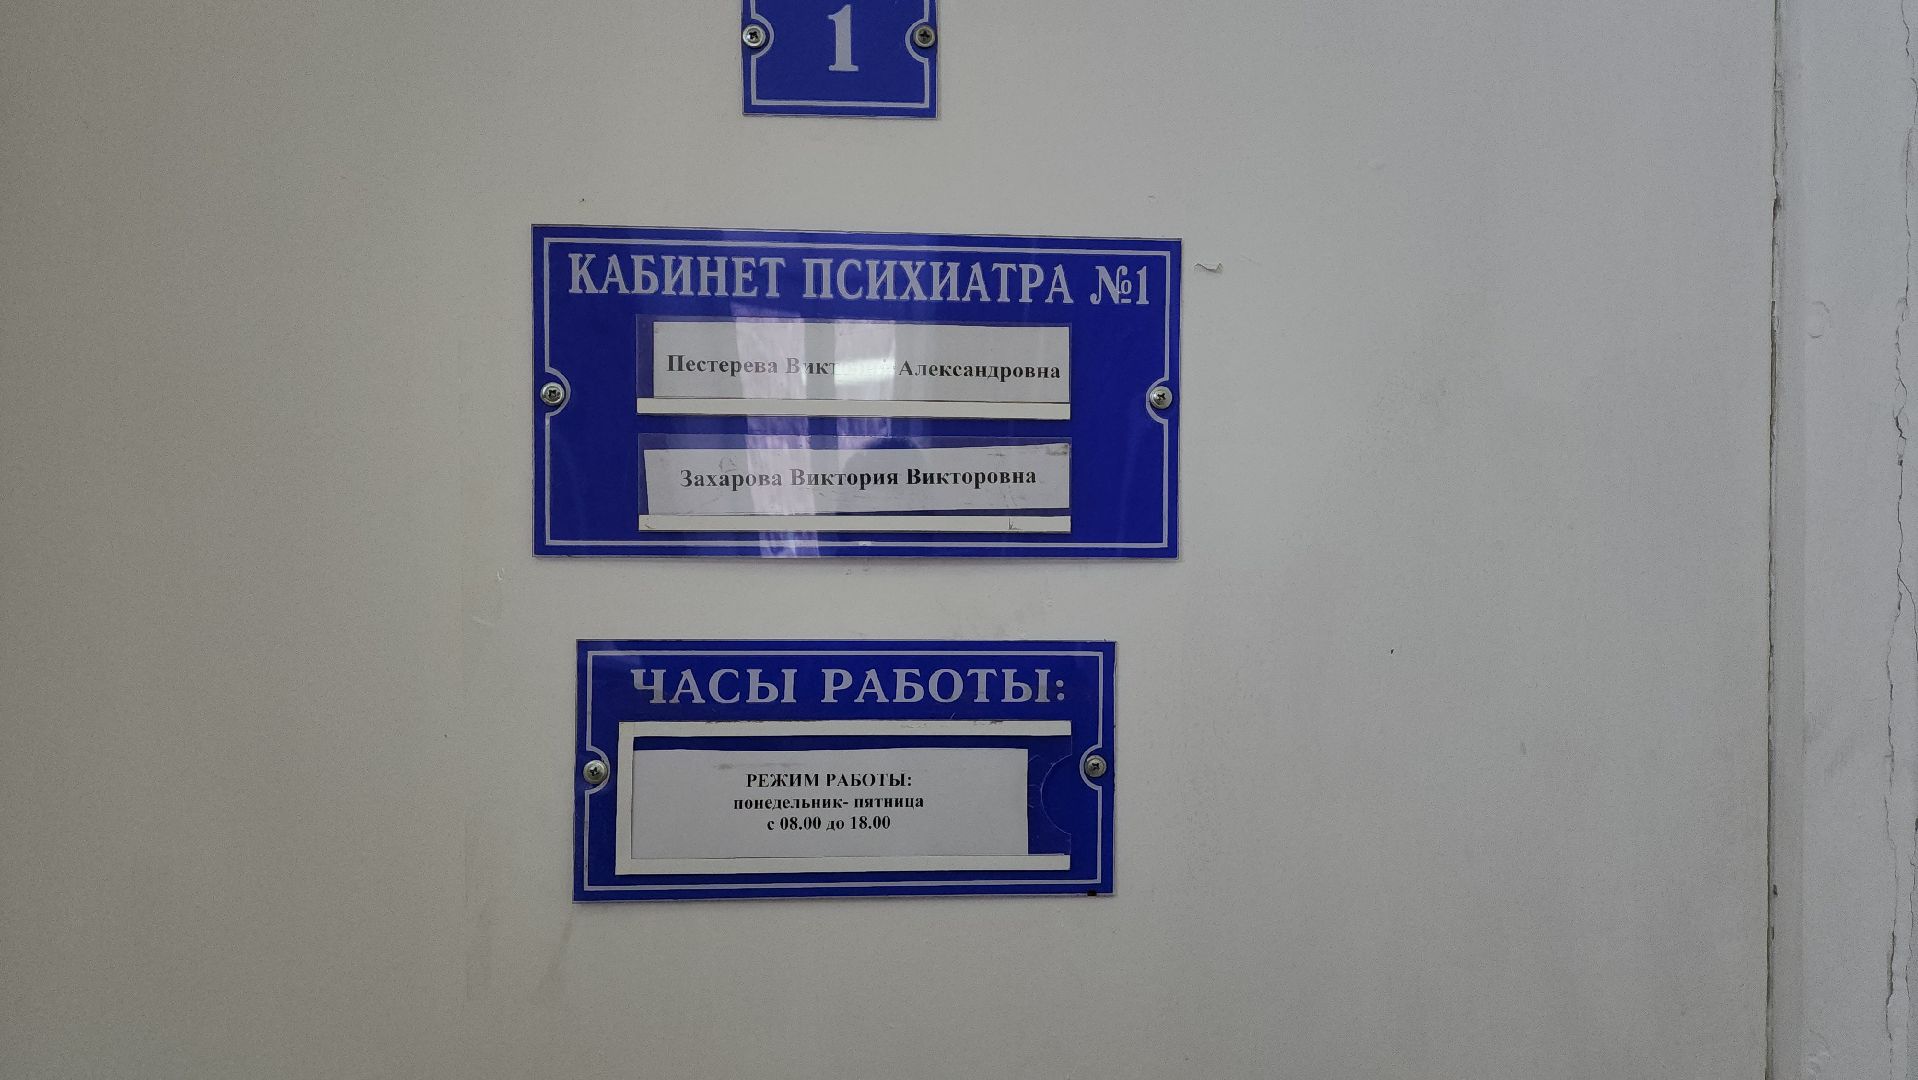 1
КАБИНЕТ ПСИХИАТРА №1
Пестерева Виктория Александровна
Захарова Виктория Викторовна
ЧАСЫ РАБОТЫ:
РЕЖИМ РАБОТЫ:
понедельник- пятница
с 08.00 до 18.00